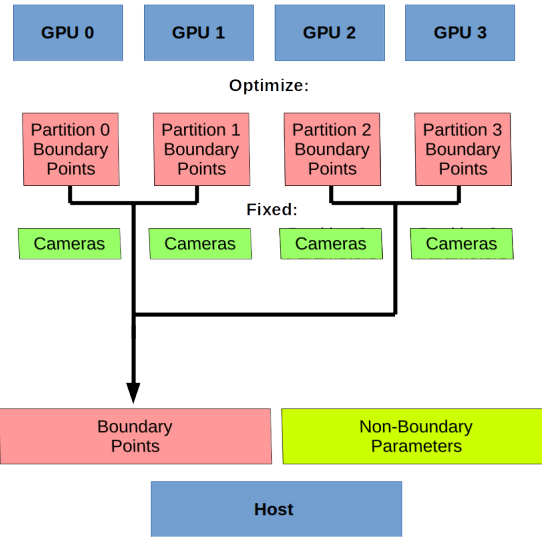 GPU 0
GPU 1
GPU 2
GPU 3
Optimize:
Partition 0
Boundary
Points
Partition 1
Boundary
Points
Partition 2
Boundary
Points
Partition 3
Boundary
Points
Fixed:
Cameras
Cameras
Cameras
Cameras
Boundary
Points
Non-Boundary
Parameters
Host